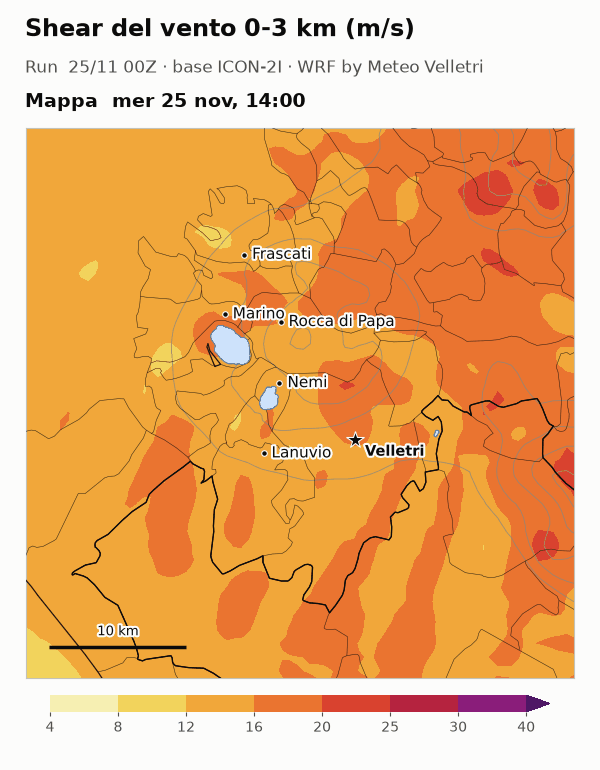 Shear del vento 0-3 km (m/s)
Run  25/11 00Z · base ICON-2I · WRF by Meteo Velletri
Mappa  mer 25 nov, 14:00
Frascati
Marino
Rocca di Papa
Nemi
Velletri
Lanuvio
10 km
4 8 12 16 20 25 30 40